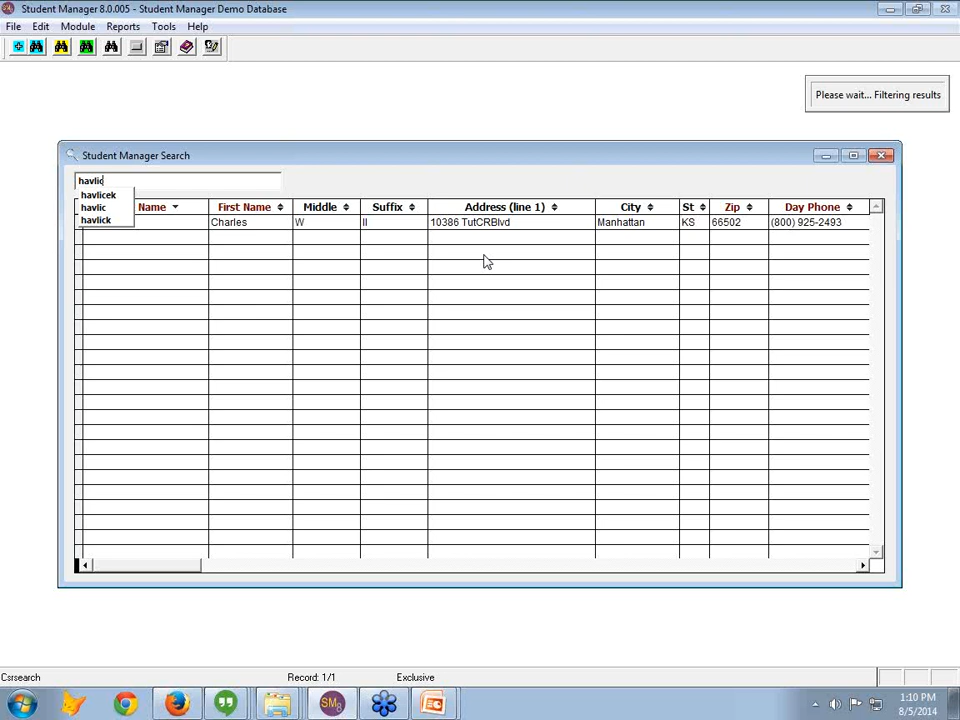 Student Manager 8.0.005 - Student Manager Demo Database
File Edit Module Reports Tools Help
Please wait... Filtering results
Student Manager Search
havlic
havlicek
havlic
havlick
Name First Name Middle Suffix Address (line 1) City St Zip Day Phone
Charles W II 10386 TutCRBlvd Manhattan KS 66502 (800) 925-2493
Csrsearch Record: 1/1 Exclusive
SM8
1:10 PM
8/5/2014